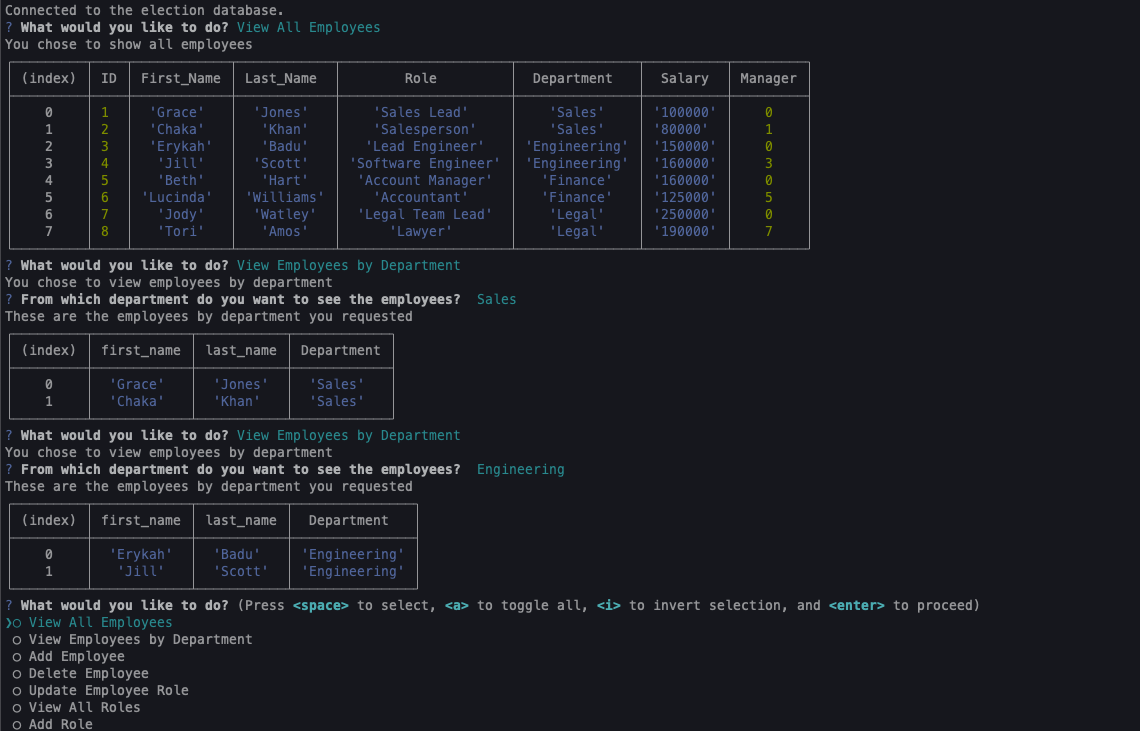 Connected to the election database.
? What would you like to do? View All Employees
You chose to show all employees
(index) ID First_Name Last_Name Role Department Salary Manager
0 1 'Grace' 'Jones' 'Sales Lead' 'Sales' '100000' 0
1 2 'Chaka' 'Khan' 'Salesperson' 'Sales' '80000' 1
2 3 'Erykah' 'Badu' 'Lead Engineer' 'Engineering' '150000' 0
3 4 'Jill' 'Scott' 'Software Engineer' 'Engineering' '160000' 3
4 5 'Beth' 'Hart' 'Account Manager' 'Finance' '160000' 0
5 6 'Lucinda' 'Williams' 'Accountant' 'Finance' '125000' 5
6 7 'Jody' 'Watley' 'Legal Team Lead' 'Legal' '250000' 0
7 8 'Tori' 'Amos' 'Lawyer' 'Legal' '190000' 7
? What would you like to do? View Employees by Department
You chose to view employees by department
? From which department do you want to see the employees? Sales
These are the employees by department you requested
(index) first_name last_name Department
0 'Grace' 'Jones' 'Sales'
1 'Chaka' 'Khan' 'Sales'
? What would you like to do? View Employees by Department
You chose to view employees by department
? From which department do you want to see the employees? Engineering
These are the employees by department you requested
(index) first_name last_name Department
0 'Erykah' 'Badu' 'Engineering'
1 'Jill' 'Scott' 'Engineering'
? What would you like to do? (Press <space> to select, <a> to toggle all, <i> to invert selection, and <enter> to proceed)
❯○ View All Employees
○ View Employees by Department
○ Add Employee
○ Delete Employee
○ Update Employee Role
○ View All Roles
○ Add Role